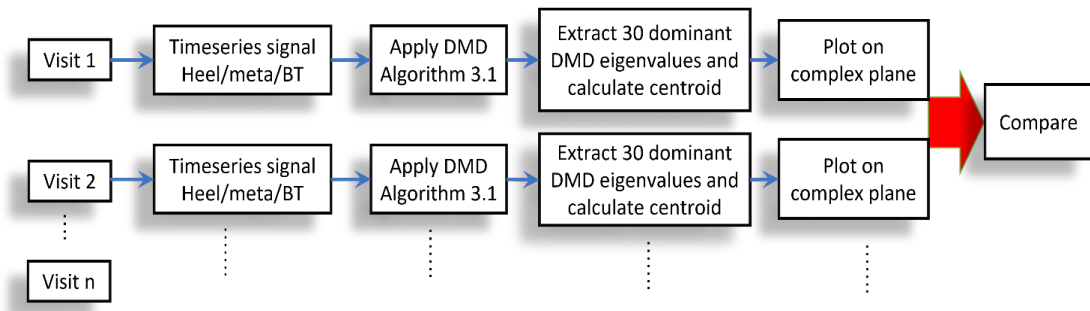 Visit 1
Timeseries signal
Heel/meta/BT
Apply DMD
Algorithm 3.1
Extract 30 dominant
DMD eigenvalues and
calculate centroid
Plot on
complex plane
Compare
Visit 2
Timeseries signal
Heel/meta/BT
Apply DMD
Algorithm 3.1
Extract 30 dominant
DMD eigenvalues and
calculate centroid
Plot on
complex plane
Visit n